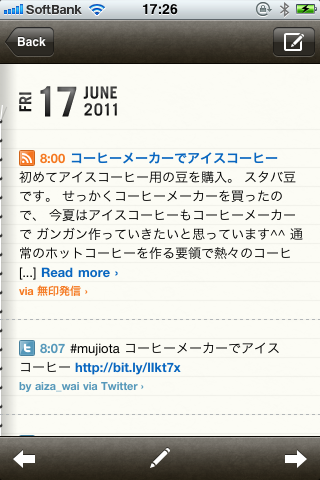 SoftBank 17:26
Back
FRI 17 JUNE 2011
8:00 コーヒーメーカーでアイスコーヒー
初めてアイスコーヒー用の豆を購入。 スタバ豆
です。 せっかくコーヒーメーカーを買ったの
で、 今夏はアイスコーヒーもコーヒーメーカー
で ガンガン作っていきたいと思っています^^ 通
常のホットコーヒーを作る要領で熱々のコーヒ
[...] Read more ›
via 無印発信 ›
8:07 #mujiota コーヒーメーカーでアイス
コーヒー http://bit.ly/llkt7x
by aiza_wai via Twitter ›